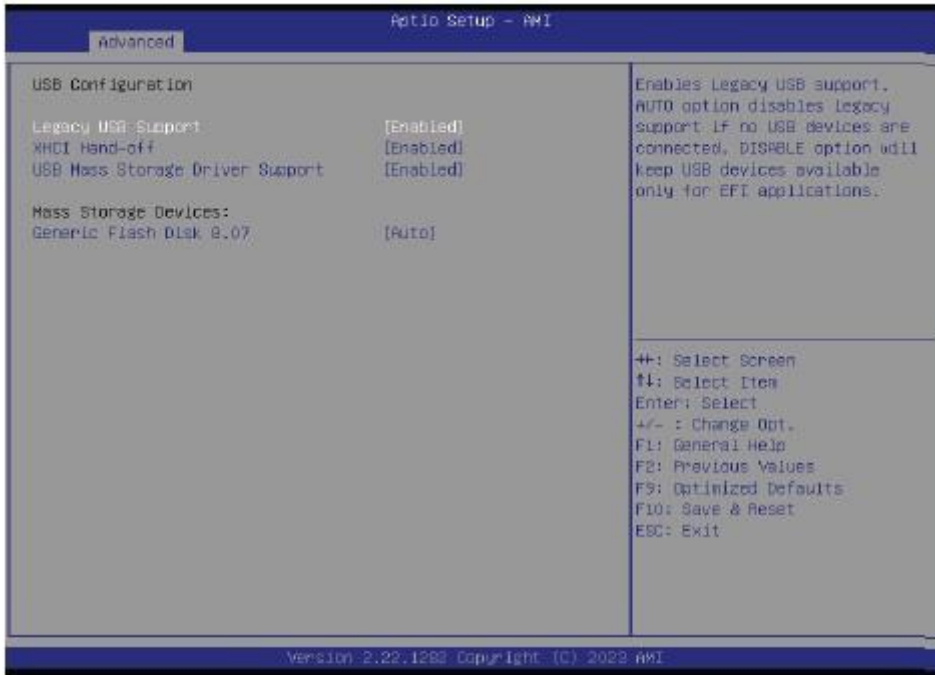 Aptio Setup - AMI
Advanced
USB Configuration
Legacy USB Support [Enabled]
XHCI Hand-off [Enabled]
USB Mass Storage Driver Support [Enabled]
Mass Storage Devices:
Generic Flash Disk 8.07 [Auto]
Enables Legacy USB support.
AUTO option disables legacy
support if no USB devices are
connected. DISABLE option will
keep USB devices available
only for EFI applications.
→←: Select Screen
↑↓: Select Item
Enter: Select
+/- : Change Opt.
F1: General Help
F2: Previous Values
F9: Optimized Defaults
F10: Save & Reset
ESC: Exit
Version 2.22.1283 Copyright (C) 2023 AMI